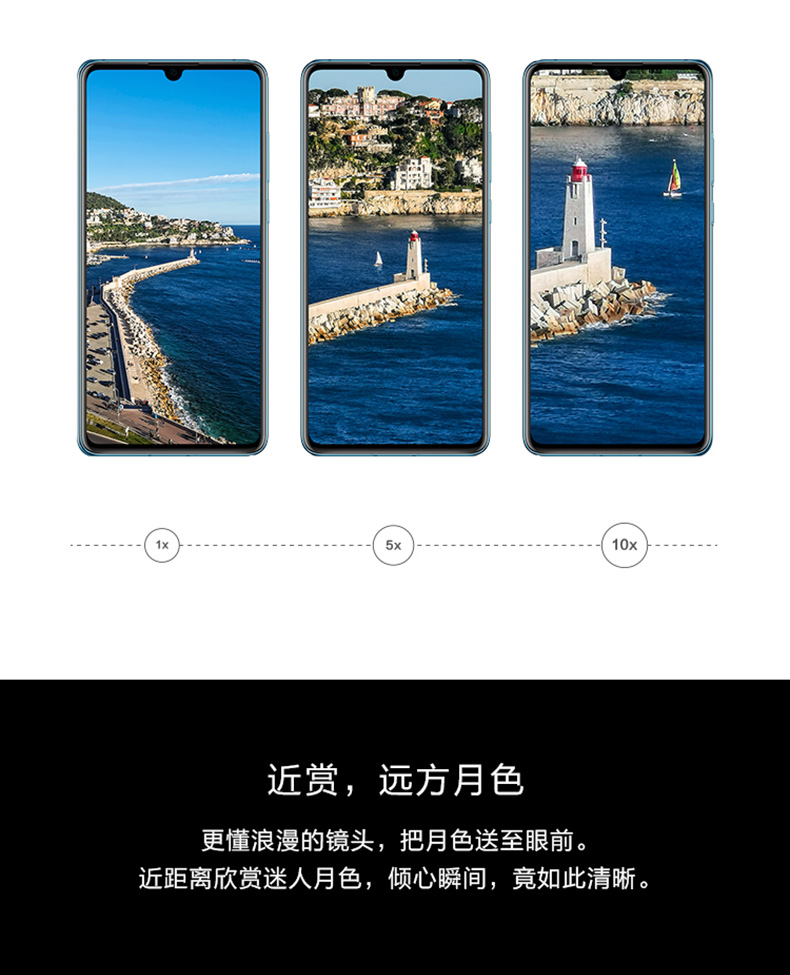 1x
5x
10x
近赏，远方月色
更懂浪漫的镜头，把月色送至眼前。
近距离欣赏迷人月色，倾心瞬间，竟如此清晰。